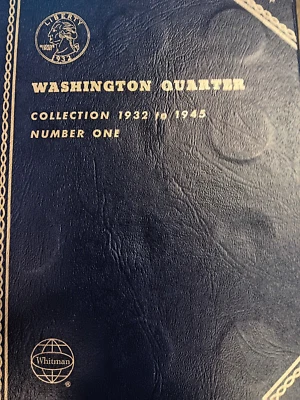 LIBERTY
1932
WASHINGTON QUARTER
COLLECTION 1932 to 1945
NUMBER ONE
Whitman
®